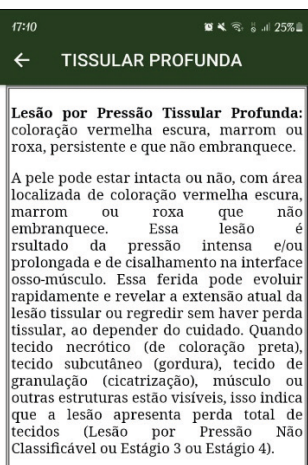 17:10 25%
← TISSULAR PROFUNDA
Lesão por Pressão Tissular Profunda:
coloração vermelha escura, marrom ou
roxa, persistente e que não embranquece.
A pele pode estar intacta ou não, com área
localizada de coloração vermelha escura,
marrom ou roxa que não
embranquece. Essa lesão é
rsultado da pressão intensa e/ou
prolongada e de cisalhamento na interface
osso-músculo. Essa ferida pode evoluir
rapidamente e revelar a extensão atual da
lesão tissular ou regredir sem haver perda
tissular, ao depender do cuidado. Quando
tecido necrótico (de coloração preta),
tecido subcutâneo (gordura), tecido de
granulação (cicatrização), músculo ou
outras estruturas estão visíveis, isso indica
que a lesão apresenta perda total de
tecidos (Lesão por Pressão Não
Classificável ou Estágio 3 ou Estágio 4).